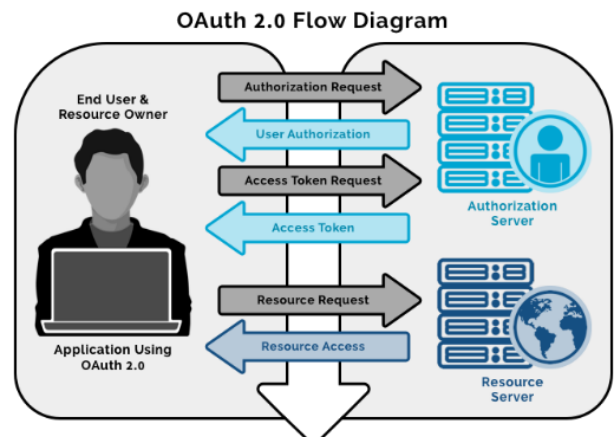 OAuth 2.0 Flow Diagram
End User &
Resource Owner
Application Using
OAuth 2.0
Authorization Request
User Authorization
Access Token Request
Access Token
Resource Request
Resource Access
Authorization
Server
Resource
Server